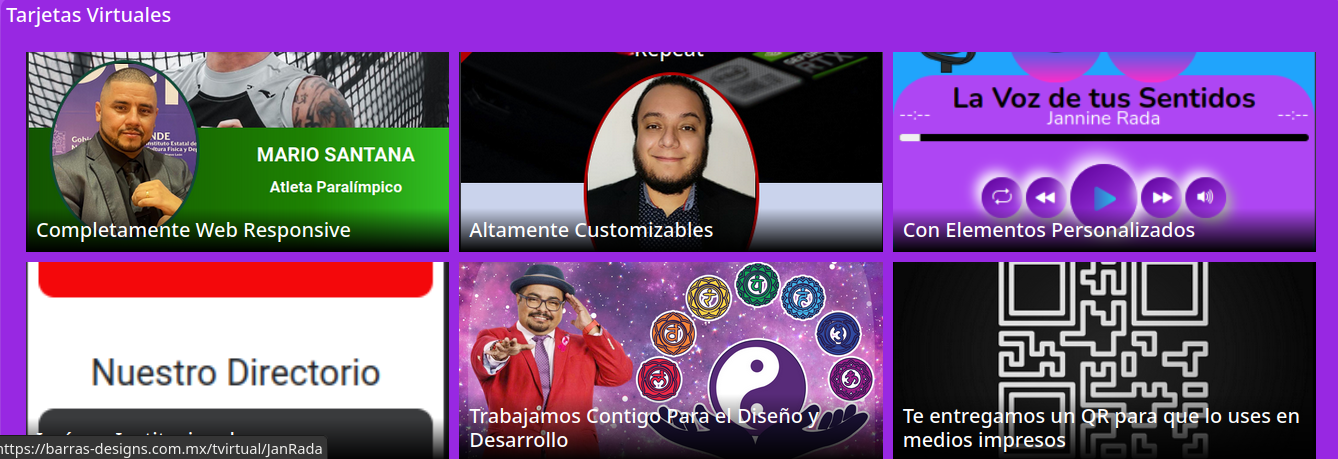 Tarjetas Virtuales
MARIO SANTANA
Atleta Paralímpico
Completamente Web Responsive
Repeat
Altamente Customizables
La Voz de tus Sentidos
Jannine Rada
--:--
--:--
Con Elementos Personalizados
Nuestro Directorio
https://barras-designs.com.mx/tvirtual/JanRada
Trabajamos Contigo Para el Diseño y
Desarrollo
Te entregamos un QR para que lo uses en
medios impresos